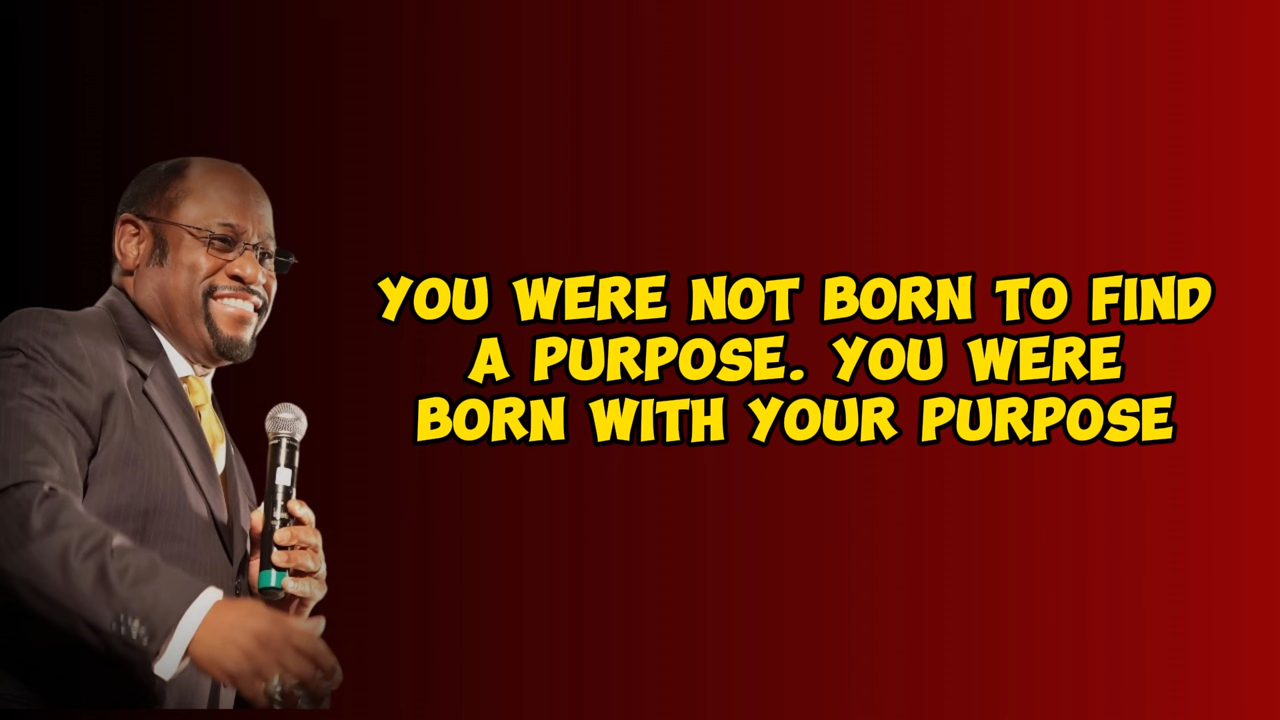 YOU WERE NOT BORN TO FIND
A PURPOSE. YOU WERE
BORN WITH YOUR PURPOSE